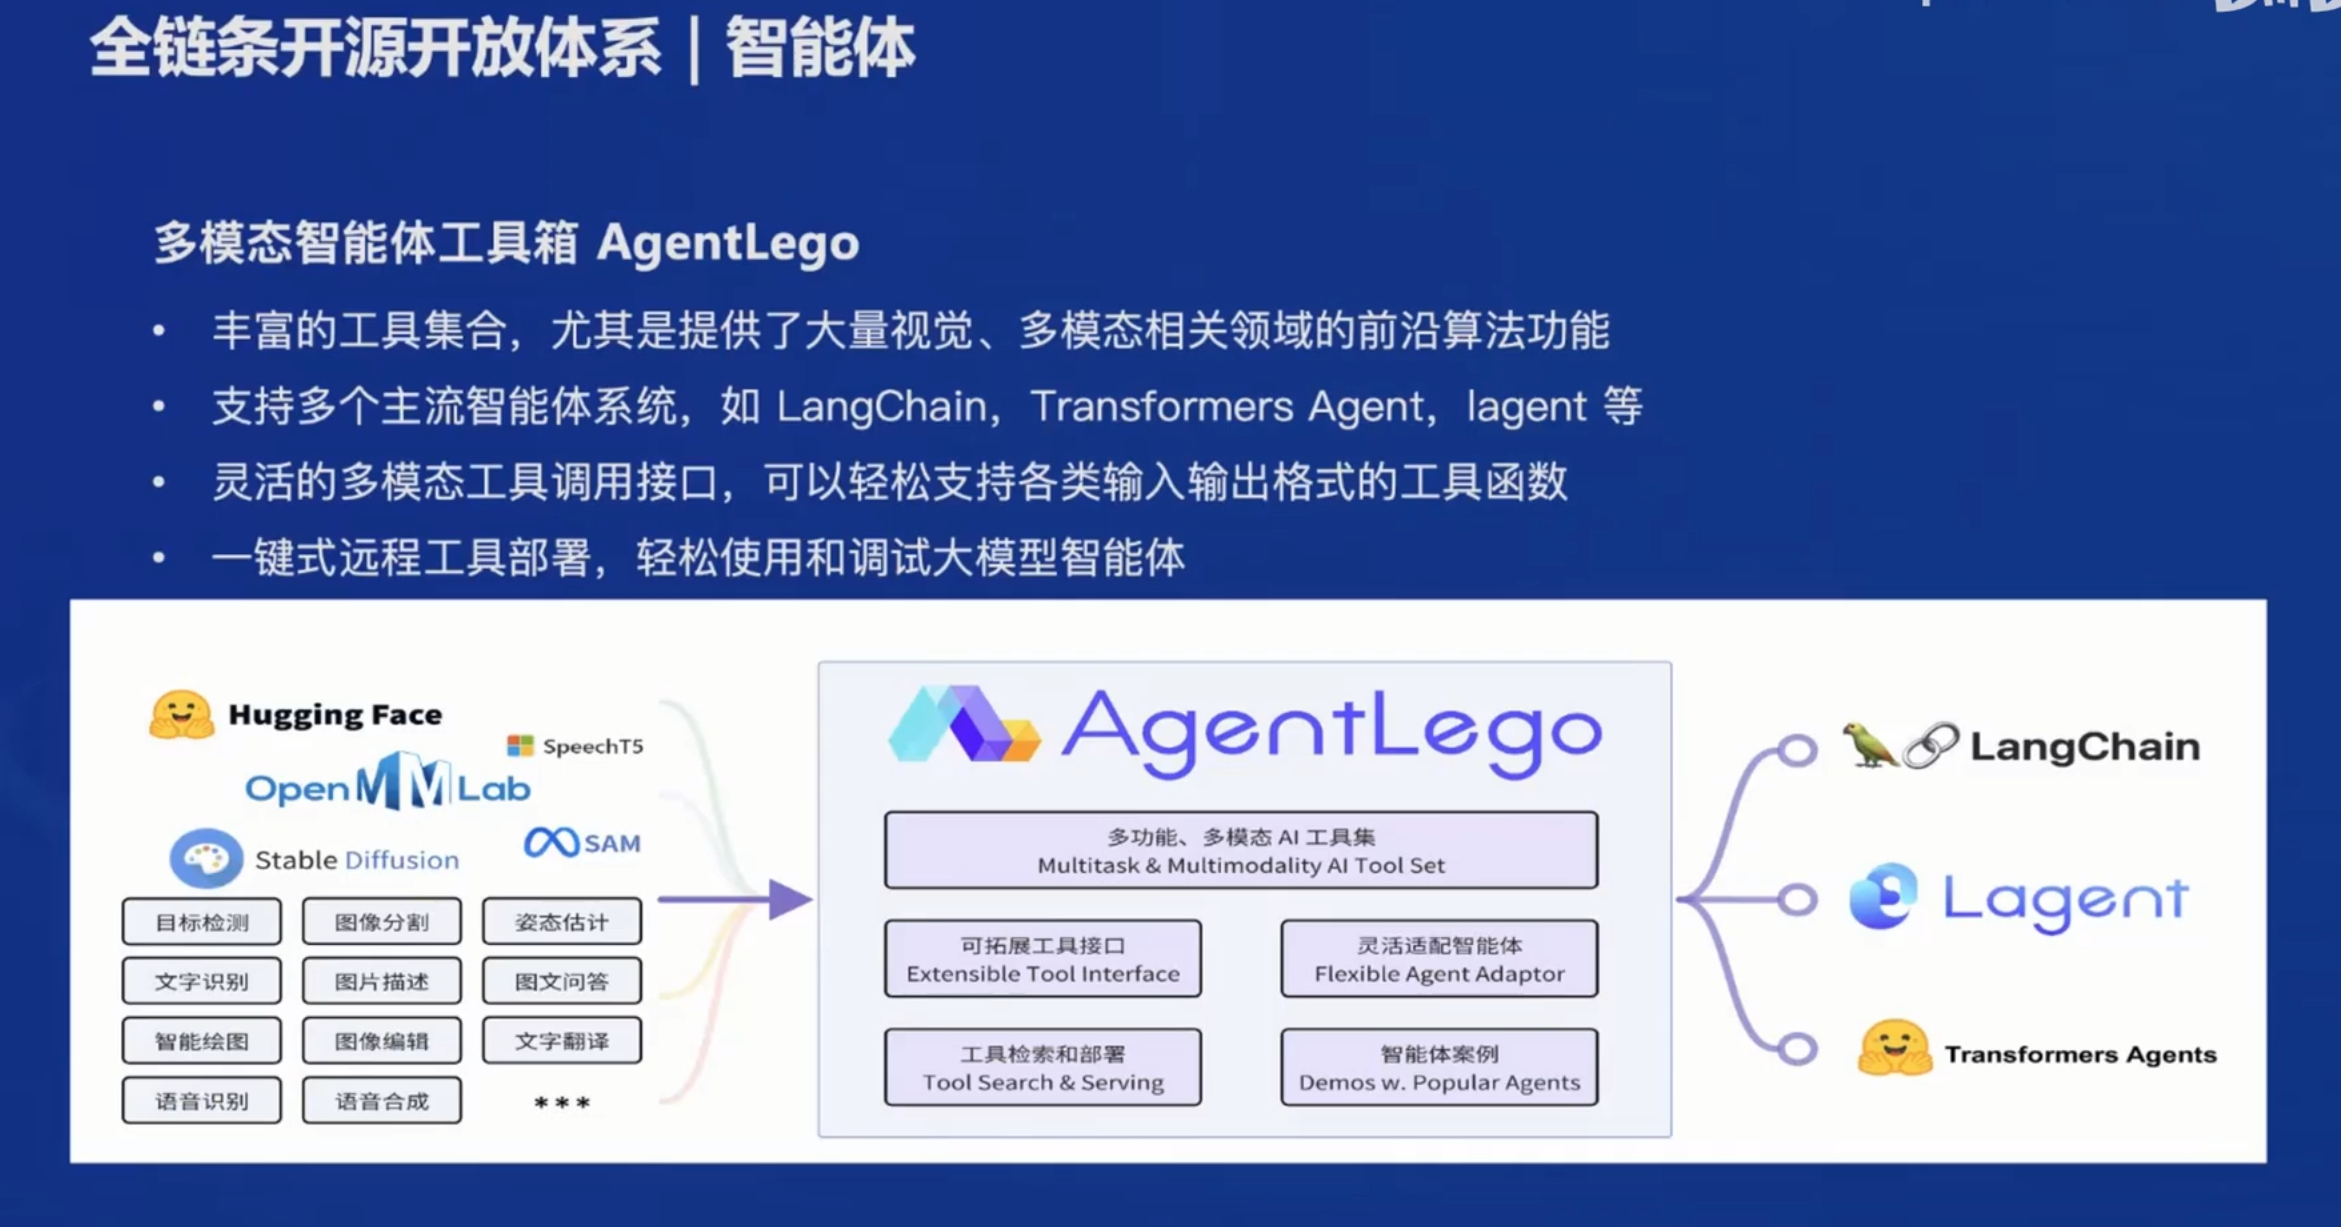 全链条开源开放体系｜智能体
多模态智能体工具箱 AgentLego
• 丰富的工具集合，尤其是提供了大量视觉、多模态相关领域的前沿算法功能
• 支持多个主流智能体系统，如 LangChain，Transformers Agent，lagent 等
• 灵活的多模态工具调用接口，可以轻松支持各类输入输出格式的工具函数
• 一键式远程工具部署，轻松使用和调试大模型智能体
Hugging Face
SpeechT5
OpenMMLab
Stable Diffusion
SAM
目标检测 图像分割 姿态估计
文字识别 图片描述 图文问答
智能绘图 图像编辑 文字翻译
语音识别 语音合成 ***
AgentLego
多功能、多模态 AI 工具集
Multitask & Multimodality AI Tool Set
可拓展工具接口
Extensible Tool Interface
灵活适配智能体
Flexible Agent Adaptor
工具检索和部署
Tool Search & Serving
智能体案例
Demos w. Popular Agents
LangChain
Lagent
Transformers Agents